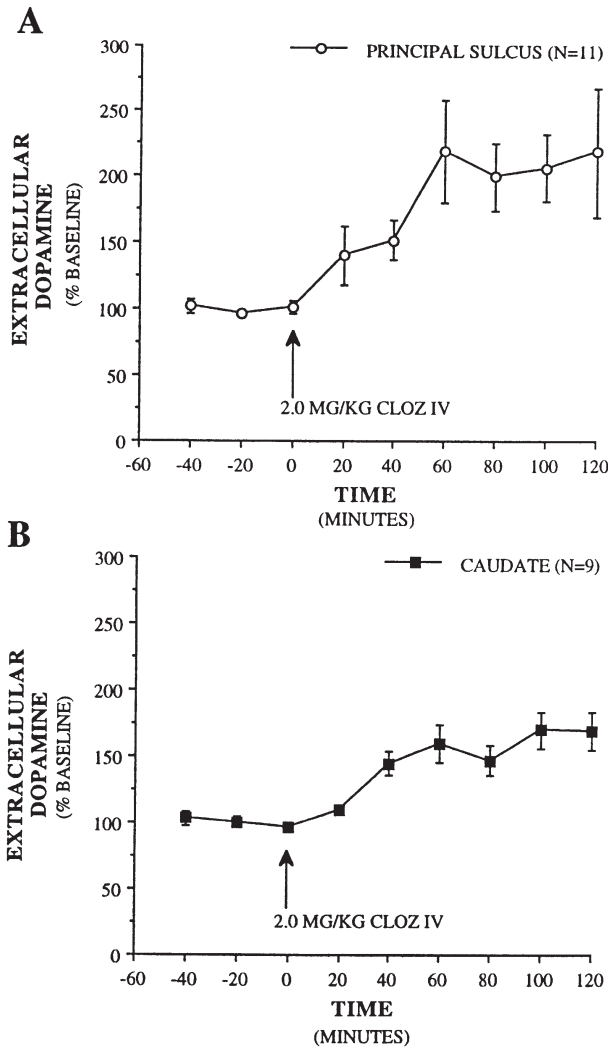 A
PRINCIPAL SULCUS (N=11)
300
250
200
150
100
50
0
EXTRACELLULAR
DOPAMINE
(% BASELINE)
2.0 MG/KG CLOZ IV
-60 -40 -20 0 20 40 60 80 100 120
TIME
(MINUTES)
B
CAUDATE (N=9)
300
250
200
150
100
50
0
EXTRACELLULAR
DOPAMINE
(% BASELINE)
2.0 MG/KG CLOZ IV
-60 -40 -20 0 20 40 60 80 100 120
TIME
(MINUTES)